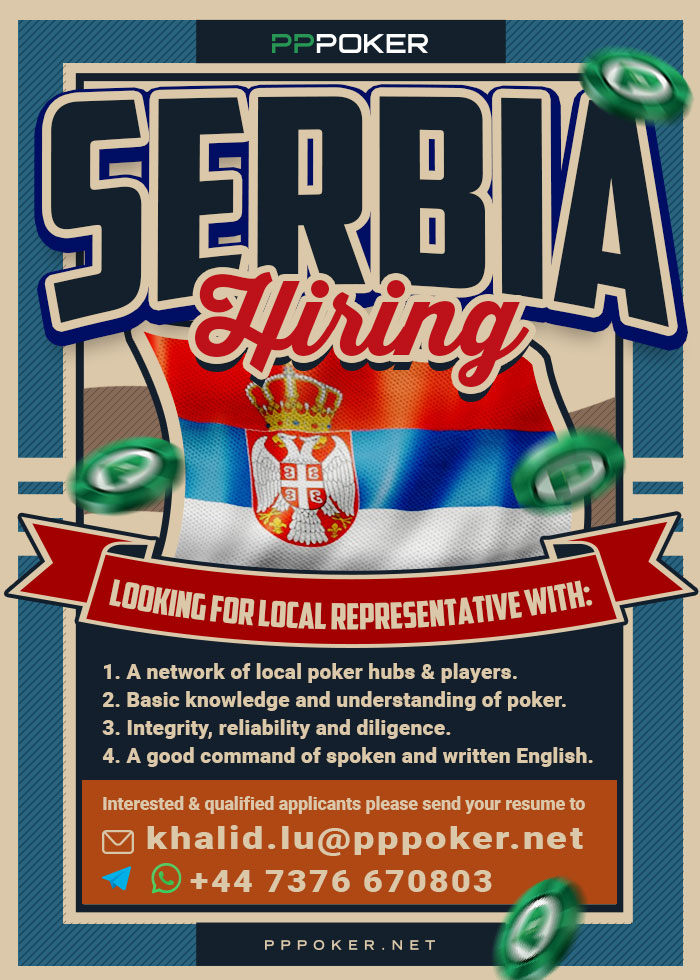 PPPOKER
SERBIA
Hiring
LOOKING FOR LOCAL REPRESENTATIVE WITH:
1. A network of local poker hubs & players.
2. Basic knowledge and understanding of poker.
3. Integrity, reliability and diligence.
4. A good command of spoken and written English.
Interested & qualified applicants please send your resume to
khalid.lu@pppoker.net
+44 7376 670803
PPPOKER.NET